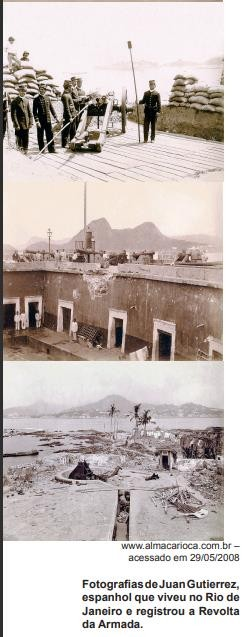 www.almacarioca.com.br –
acessado em 29/05/2008
Fotografias de Juan Gutierrez,
espanhol que viveu no Rio de
Janeiro e registrou a Revolta
da Armada.